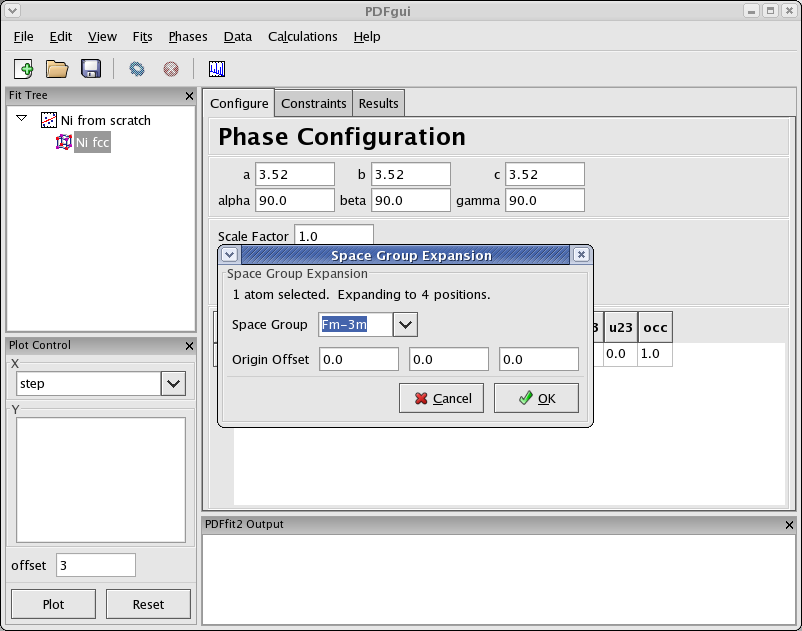 PDFgui
File Edit View Fits Phases Data Calculations Help
Fit Tree
Ni from scratch
Ni fcc
Plot Control
X
step
Y
offset 3
Plot Reset
Configure Constraints Results
Phase Configuration
a 3.52 b 3.52 c 3.52
alpha 90.0 beta 90.0 gamma 90.0
Scale Factor 1.0
Space Group Expansion
Space Group Expansion
1 atom selected. Expanding to 4 positions.
Space Group Fm-3m
Origin Offset 0.0 0.0 0.0
Cancel OK
3 u23 occ
0.0 1.0
PDFfit2 Output